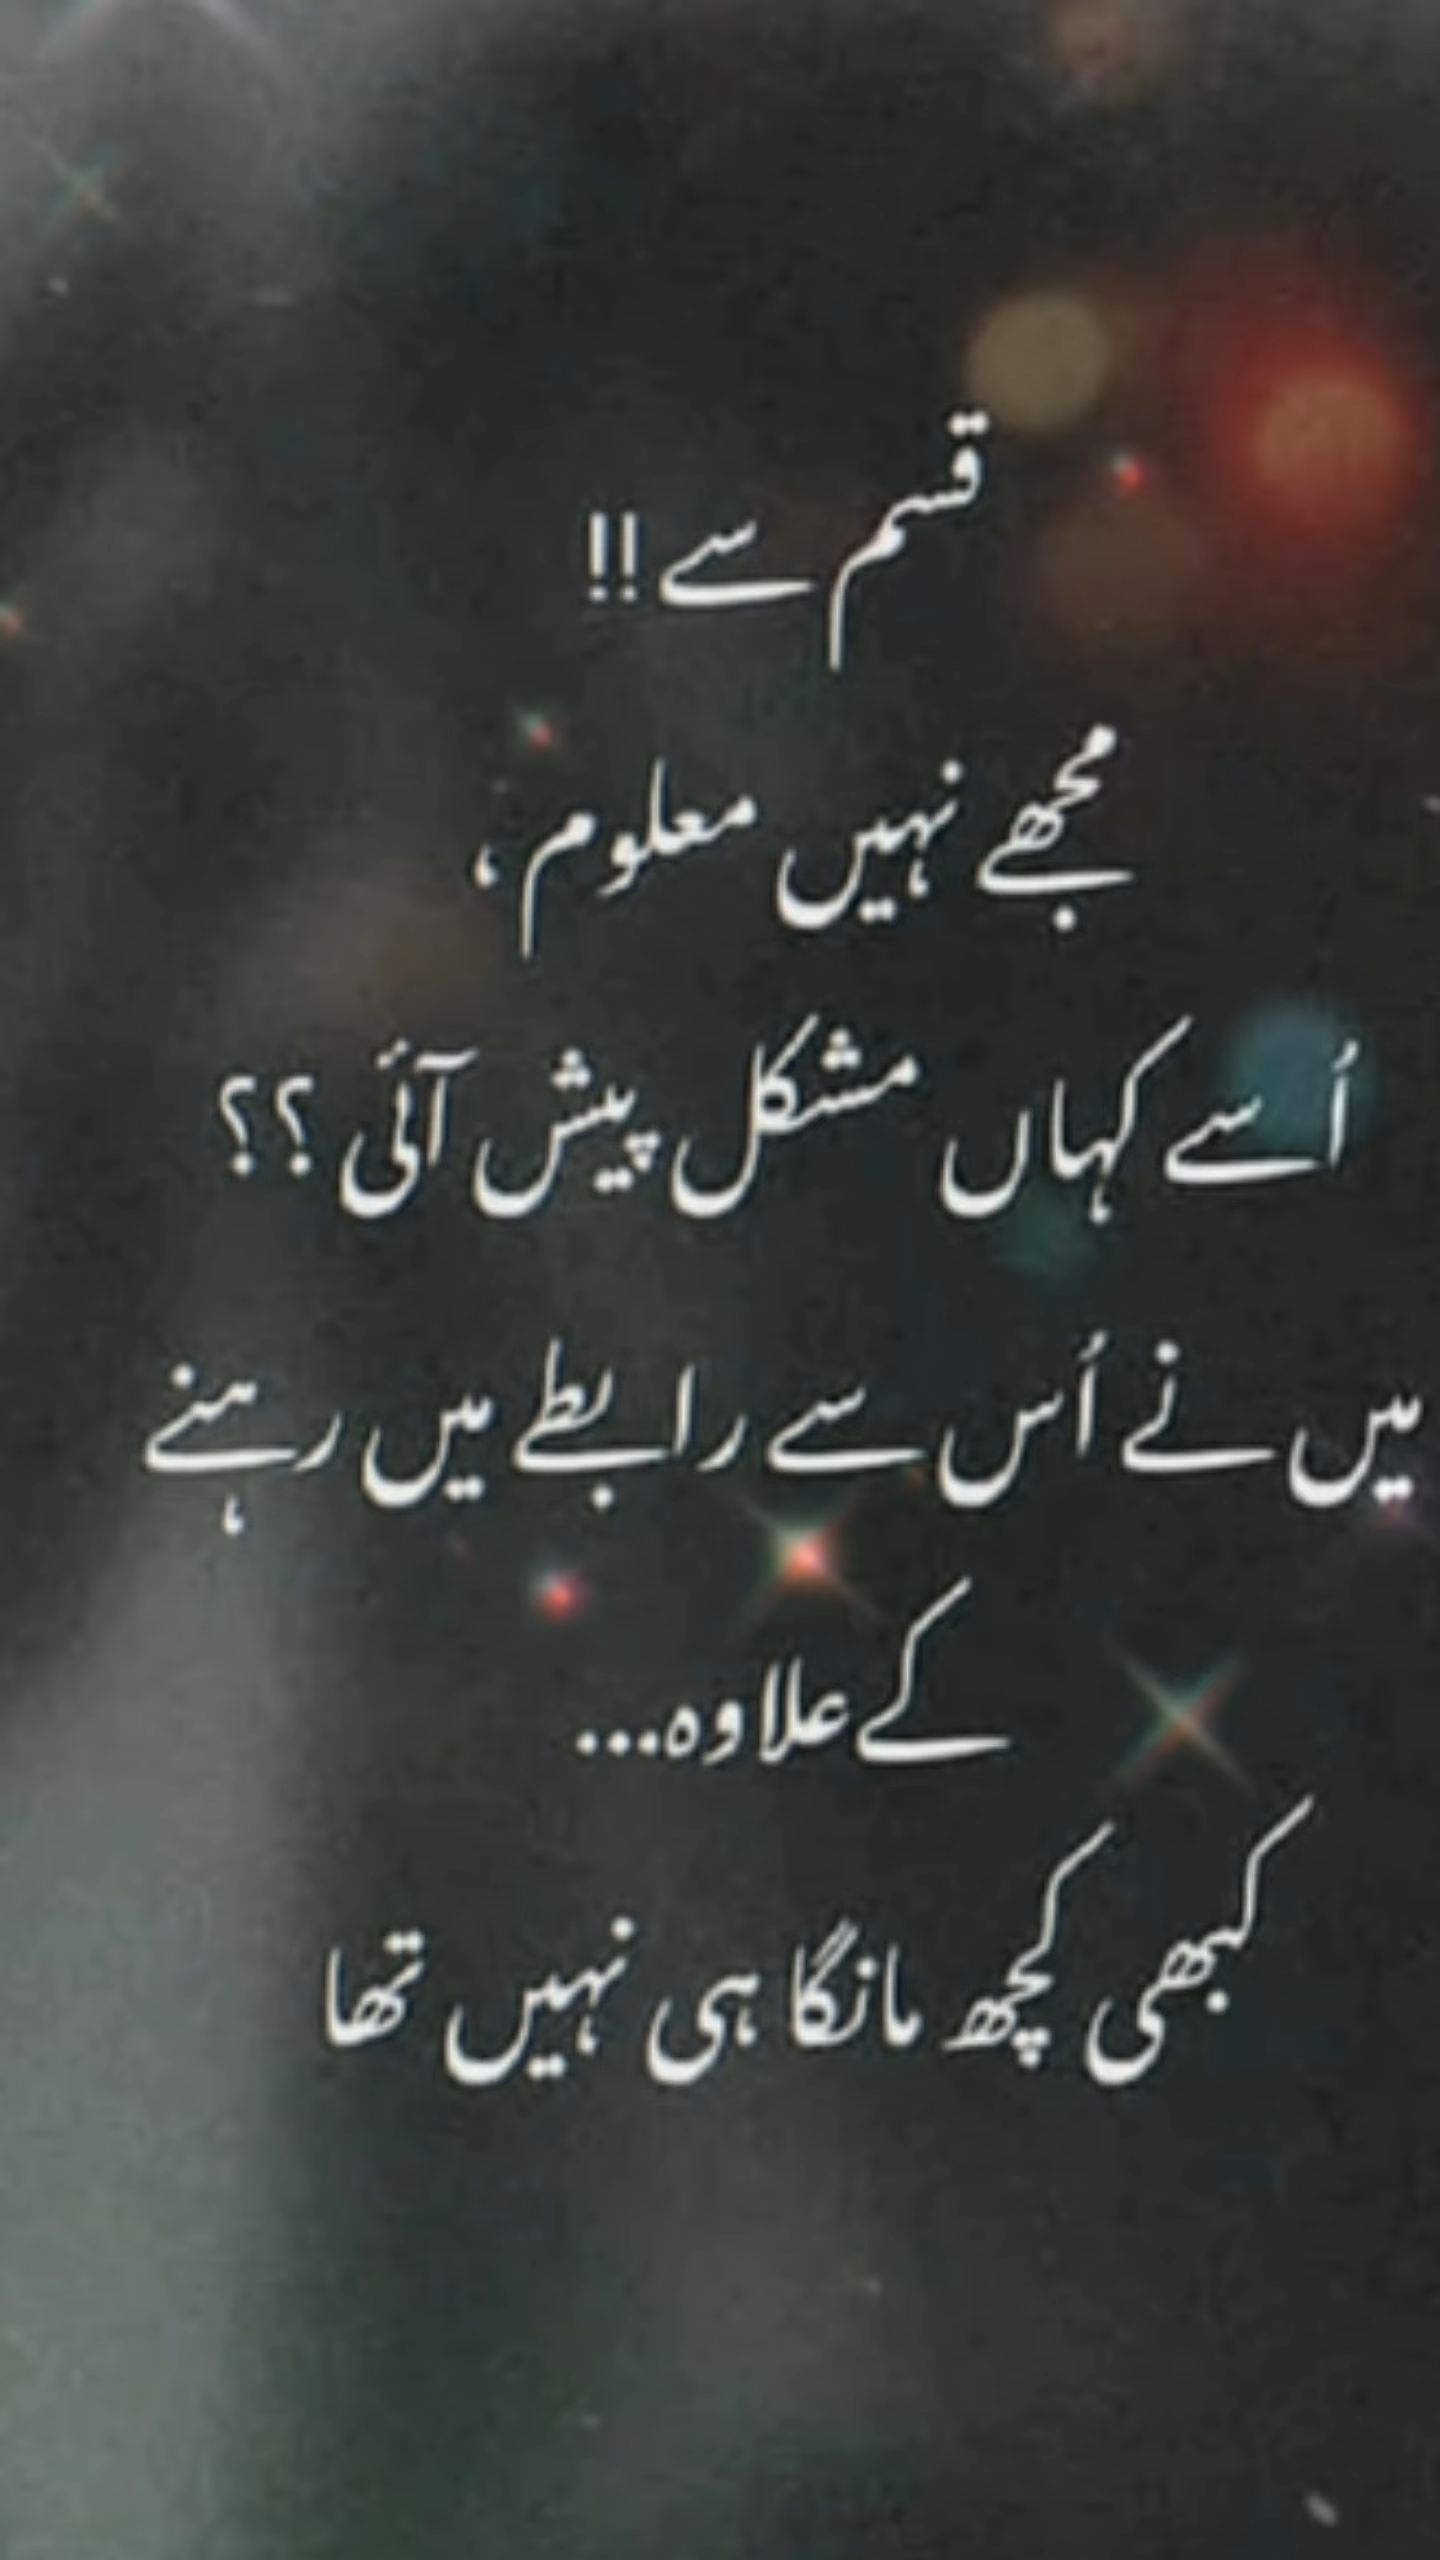 قسم سے!!
مجھے نہیں معلوم ،
اُسے کہاں مشکل پیش آئی ؟؟
میں نے اُس سے رابطے میں رہنے
کے علاوہ...
کبھی کچھ مانگا ہی نہیں تھا